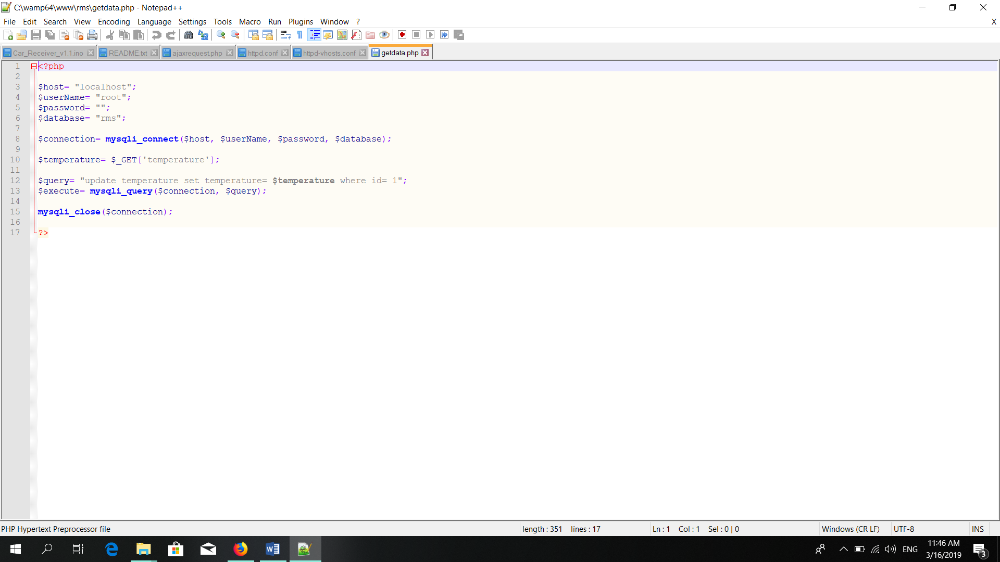 C:\wamp64\www\rms\getdata.php - Notepad++
File Edit Search View Encoding Language Settings Tools Macro Run Plugins Window ? X
Car_Receiver_v1.1.ino README.txt ajaxrequest.php httpd.conf httpd-vhosts.conf getdata.php
1 <?php
2
3 $host= "localhost";
4 $userName= "root";
5 $password= "";
6 $database= "rms";
7
8 $connection= mysqli_connect($host, $userName, $password, $database);
9
10 $temperature= $_GET['temperature'];
11
12 $query= "update temperature set temperature= $temperature where id= 1";
13 $execute= mysqli_query($connection, $query);
14
15 mysqli_close($connection);
16
17 ?>
PHP Hypertext Preprocessor file length : 351 lines : 17 Ln : 1 Col : 1 Sel : 0 | 0 Windows (CR LF) UTF-8 INS
ENG 11:46 AM
3/16/2019 3